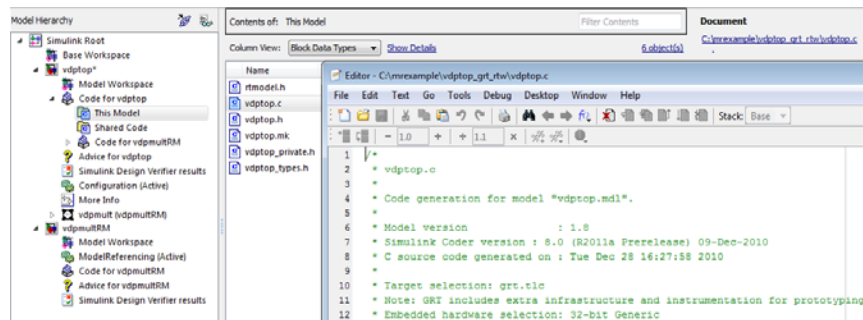 Model Hierarchy
Simulink Root
Base Workspace
vdptop*
Model Workspace
Code for vdptop
This Model
Shared Code
Code for vdpmultRM
Advice for vdptop
Simulink Design Verifier results
Configuration (Active)
More Info
vdpmult (vdpmultRM)
vdpmultRM
Model Workspace
ModelReferencing (Active)
Code for vdpmultRM
Advice for vdpmultRM
Simulink Design Verifier results
Contents of: This Model
Filter Contents
Column View: Block Data Types Show Details 6 object(s)
Name
rtmodel.h
vdptop.c
vdptop.h
vdptop.mk
vdptop_private.h
vdptop_types.h
Document
C:\mrexample\vdptop_grt_rtw\vdptop.c
.
Editor - C:\mrexample\vdptop_grt_rtw\vdptop.c
File Edit Text Go Tools Debug Desktop Window Help
Stack: Base
- 1.0 + ÷ 1.1 ×
1 /*
2 * vdptop.c
3 *
4 * Code generation for model "vdptop.mdl".
5 *
6 * Model version : 1.8
7 * Simulink Coder version : 8.0 (R2011a Prerelease) 09-Dec-2010
8 * C source code generated on : Tue Dec 28 16:27:58 2010
9 *
10 * Target selection: grt.tlc
11 * Note: GRT includes extra infrastructure and instrumentation for prototyping
12 * Embedded hardware selection: 32-bit Generic